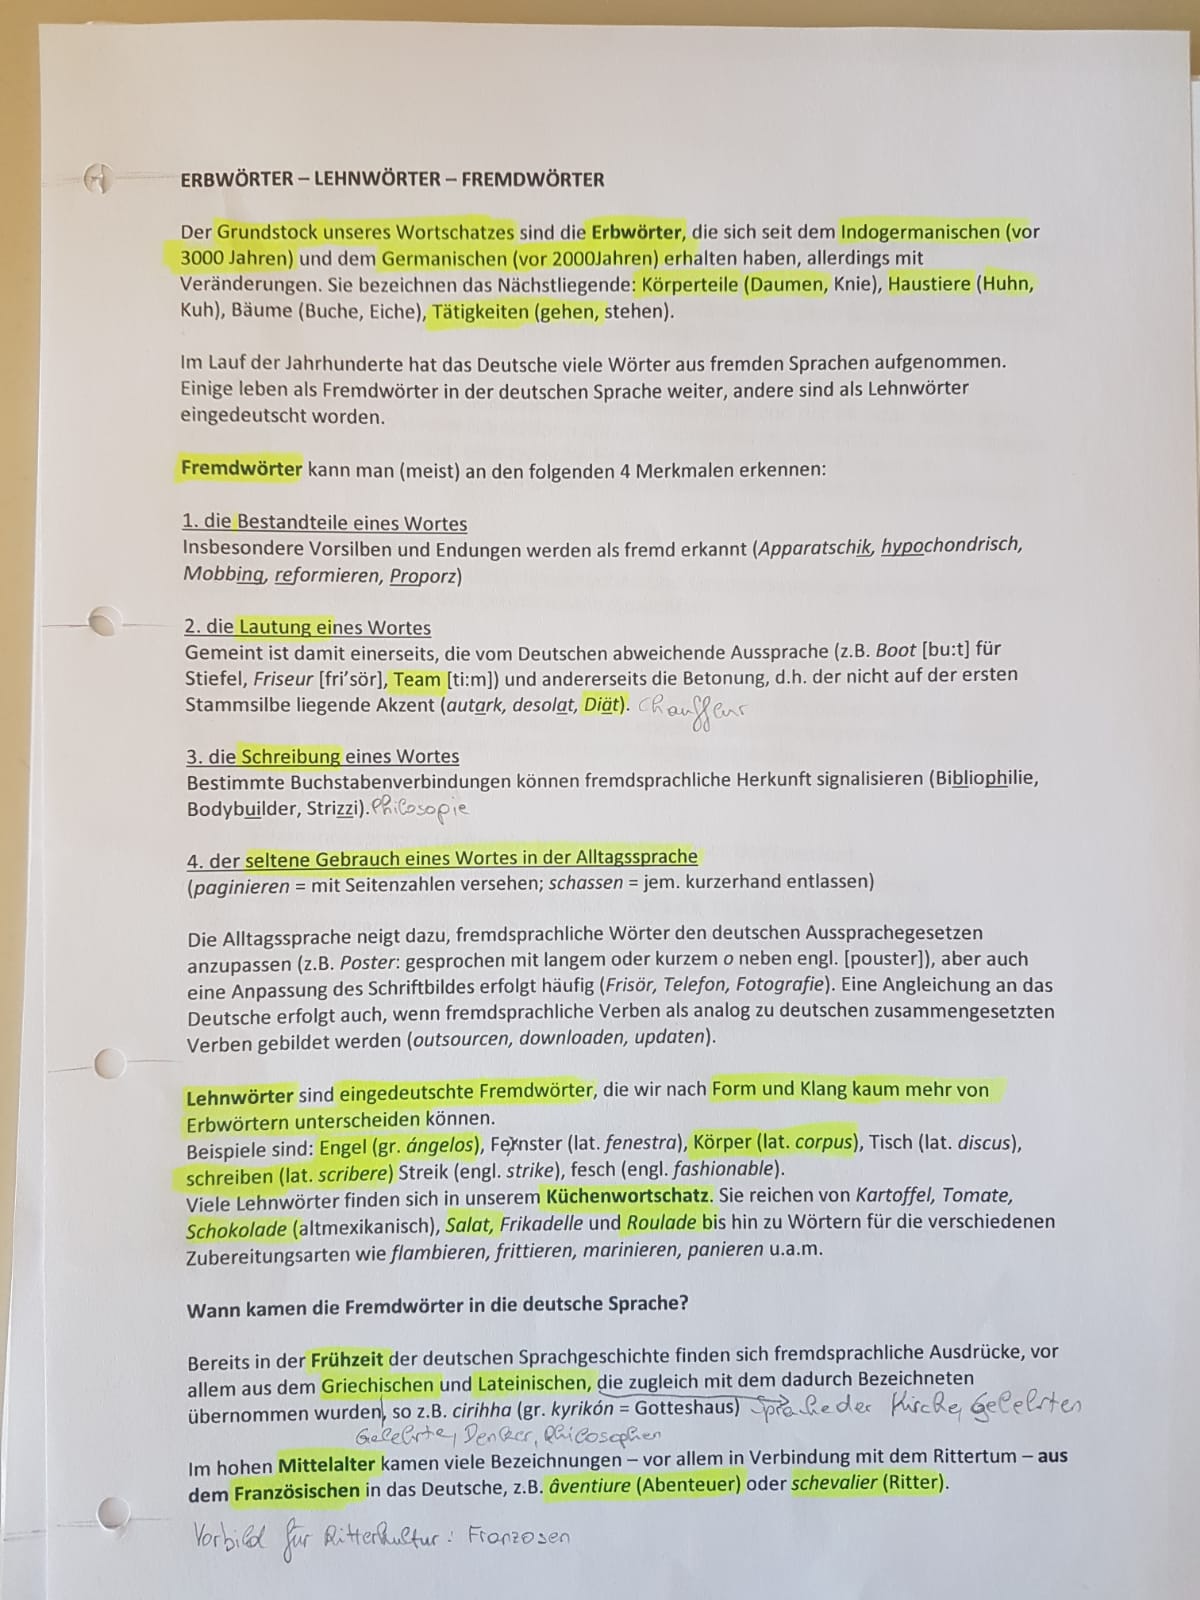 ERBWÖRTER – LEHNWÖRTER – FREMDWÖRTER
Der Grundstock unseres Wortschatzes sind die Erbwörter, die sich seit dem Indogermanischen (vor
3000 Jahren) und dem Germanischen (vor 2000Jahren) erhalten haben, allerdings mit
Veränderungen. Sie bezeichnen das Nächstliegende: Körperteile (Daumen, Knie), Haustiere (Huhn,
Kuh), Bäume (Buche, Eiche), Tätigkeiten (gehen, stehen).
Im Lauf der Jahrhunderte hat das Deutsche viele Wörter aus fremden Sprachen aufgenommen.
Einige leben als Fremdwörter in der deutschen Sprache weiter, andere sind als Lehnwörter
eingedeutscht worden.
Fremdwörter kann man (meist) an den folgenden 4 Merkmalen erkennen:
1. die Bestandteile eines Wortes
Insbesondere Vorsilben und Endungen werden als fremd erkannt (Apparatschik, hypochondrisch,
Mobbing, reformieren, Proporz)
2. die Lautung eines Wortes
Gemeint ist damit einerseits, die vom Deutschen abweichende Aussprache (z.B. Boot [bu:t] für
Stiefel, Friseur [fri'sör], Team [ti:m]) und andererseits die Betonung, d.h. der nicht auf der ersten
Stammsilbe liegende Akzent (autark, desolat, Diät). Chauffeur
3. die Schreibung eines Wortes
Bestimmte Buchstabenverbindungen können fremdsprachliche Herkunft signalisieren (Bibliophilie,
Bodybuilder, Strizzi). Philosopie
4. der seltene Gebrauch eines Wortes in der Alltagssprache
(paginieren = mit Seitenzahlen versehen; schassen = jem. kurzerhand entlassen)
Die Alltagssprache neigt dazu, fremdsprachliche Wörter den deutschen Aussprachegesetzen
anzupassen (z.B. Poster: gesprochen mit langem oder kurzem o neben engl. [pouster]), aber auch
eine Anpassung des Schriftbildes erfolgt häufig (Frisör, Telefon, Fotografie). Eine Angleichung an das
Deutsche erfolgt auch, wenn fremdsprachliche Verben als analog zu deutschen zusammengesetzten
Verben gebildet werden (outsourcen, downloaden, updaten).
Lehnwörter sind eingedeutschte Fremdwörter, die wir nach Form und Klang kaum mehr von
Erbwörtern unterscheiden können.
Beispiele sind: Engel (gr. ángelos), Fernster (lat. fenestra), Körper (lat. corpus), Tisch (lat. discus),
schreiben (lat. scribere) Streik (engl. strike), fesch (engl. fashionable).
Viele Lehnwörter finden sich in unserem Küchenwortschatz. Sie reichen von Kartoffel, Tomate,
Schokolade (altmexikanisch), Salat, Frikadelle und Roulade bis hin zu Wörtern für die verschiedenen
Zubereitungsarten wie flambieren, frittieren, marinieren, panieren u.a.m.
Wann kamen die Fremdwörter in die deutsche Sprache?
Bereits in der Frühzeit der deutschen Sprachgeschichte finden sich fremdsprachliche Ausdrücke, vor
allem aus dem Griechischen und Lateinischen, die zugleich mit dem dadurch Bezeichneten
übernommen wurden, so z.B. cirihha (gr. kyrikón = Gotteshaus) Sprache der Kirche, Gelehrten
Gelehrte, Denker, Philosophen
Im hohen Mittelalter kamen viele Bezeichnungen – vor allem in Verbindung mit dem Rittertum – aus
dem Französischen in das Deutsche, z.B. âventiure (Abenteuer) oder schevalier (Ritter).
Vorbild für Ritterkultur: Franzosen